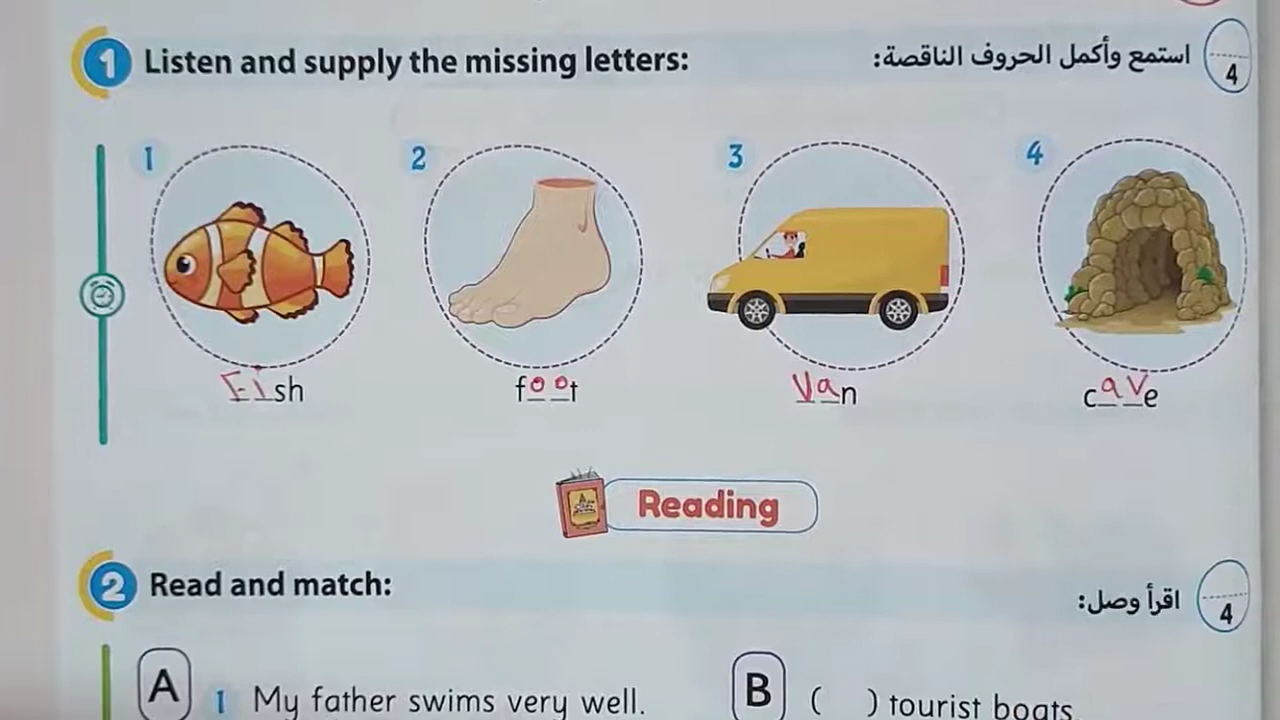 1 Listen and supply the missing letters: استمع وأكمل الحروف الناقصة: 4
1 2 3 4
Fish foot Van cave
Reading
2 Read and match: اقرأ وصل: 4
A B
1 My father swims very well. ( ) tourist boats.